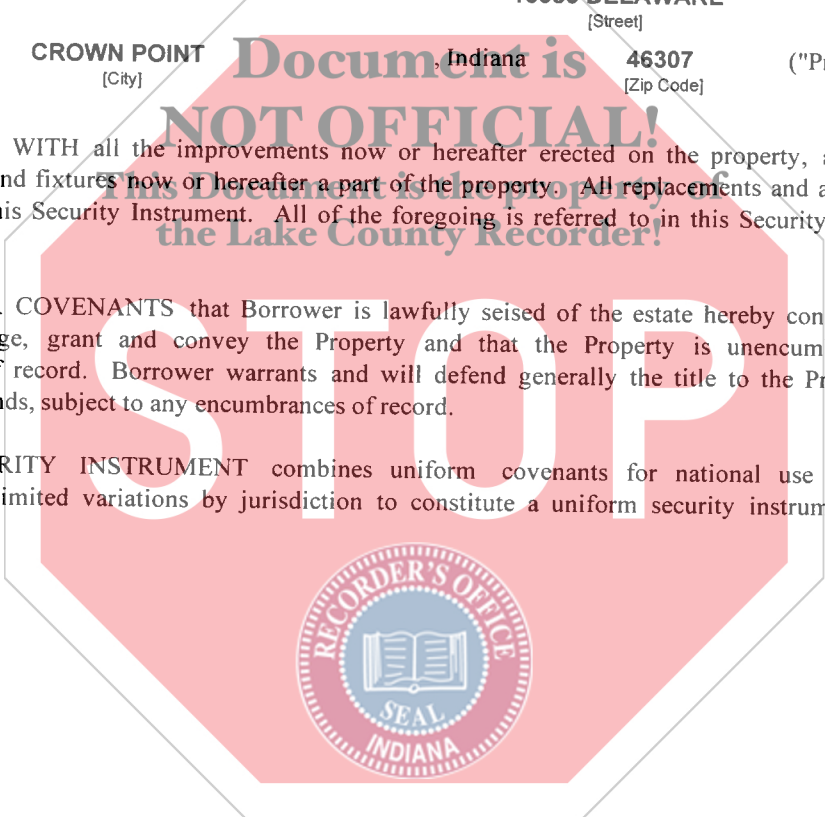 DELAWARE
[Street]
CROWN POINT , Indiana 46307 ("P
[City] [Zip Code]
Document is
NOT OFFICIAL!
This Document is the property of
the Lake County Recorder!
WITH all the improvements now or hereafter erected on the property, a
nd fixtures now or hereafter a part of the property. All replacements and a
is Security Instrument. All of the foregoing is referred to in this Security
. COVENANTS that Borrower is lawfully seised of the estate hereby con
ge, grant and convey the Property and that the Property is unencum
f record. Borrower warrants and will defend generally the title to the Pr
nds, subject to any encumbrances of record.
STOP
RITY INSTRUMENT combines uniform covenants for national use
imited variations by jurisdiction to constitute a uniform security instrum
RECORDER'S OFFICE
SEAL
INDIANA